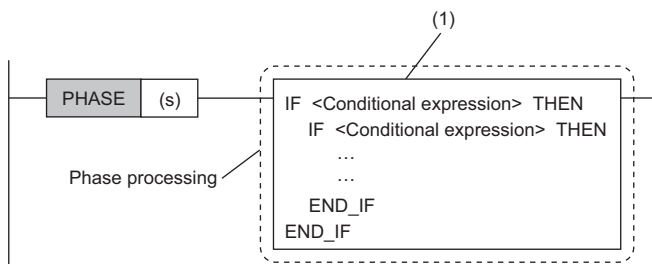 (1)
PHASE (s)
IF <Conditional expression> THEN
IF <Conditional expression> THEN
…
…
END_IF
END_IF
Phase processing